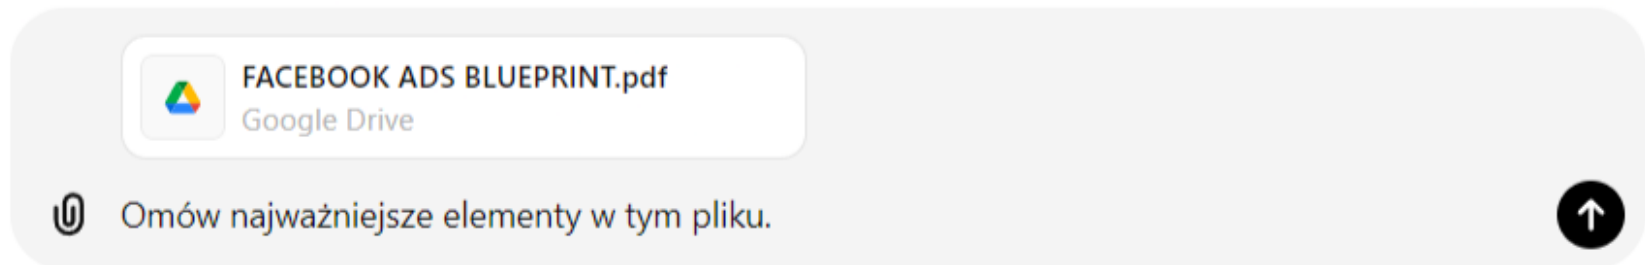 FACEBOOK ADS BLUEPRINT.pdf
Google Drive
Omów najważniejsze elementy w tym pliku.